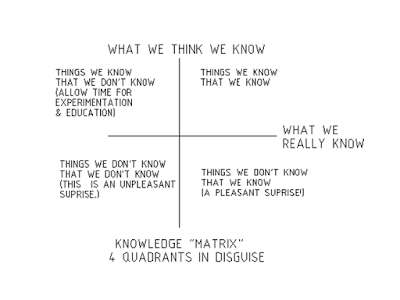 WHAT WE THINK WE KNOW
THINGS WE KNOW
THAT WE DON'T KNOW
(ALLOW TIME FOR
EXPERIMENTATION
& EDUCATION)
THINGS WE KNOW
THAT WE KNOW
WHAT WE
REALLY KNOW
THINGS WE DON'T KNOW
THAT WE DON'T KNOW
(THIS IS AN UNPLEASANT
SUPRISE.)
THINGS WE DON'T KNOW
THAT WE KNOW
(A PLEASANT SUPRISE!)
KNOWLEDGE "MATRIX"
4 QUADRANTS IN DISGUISE